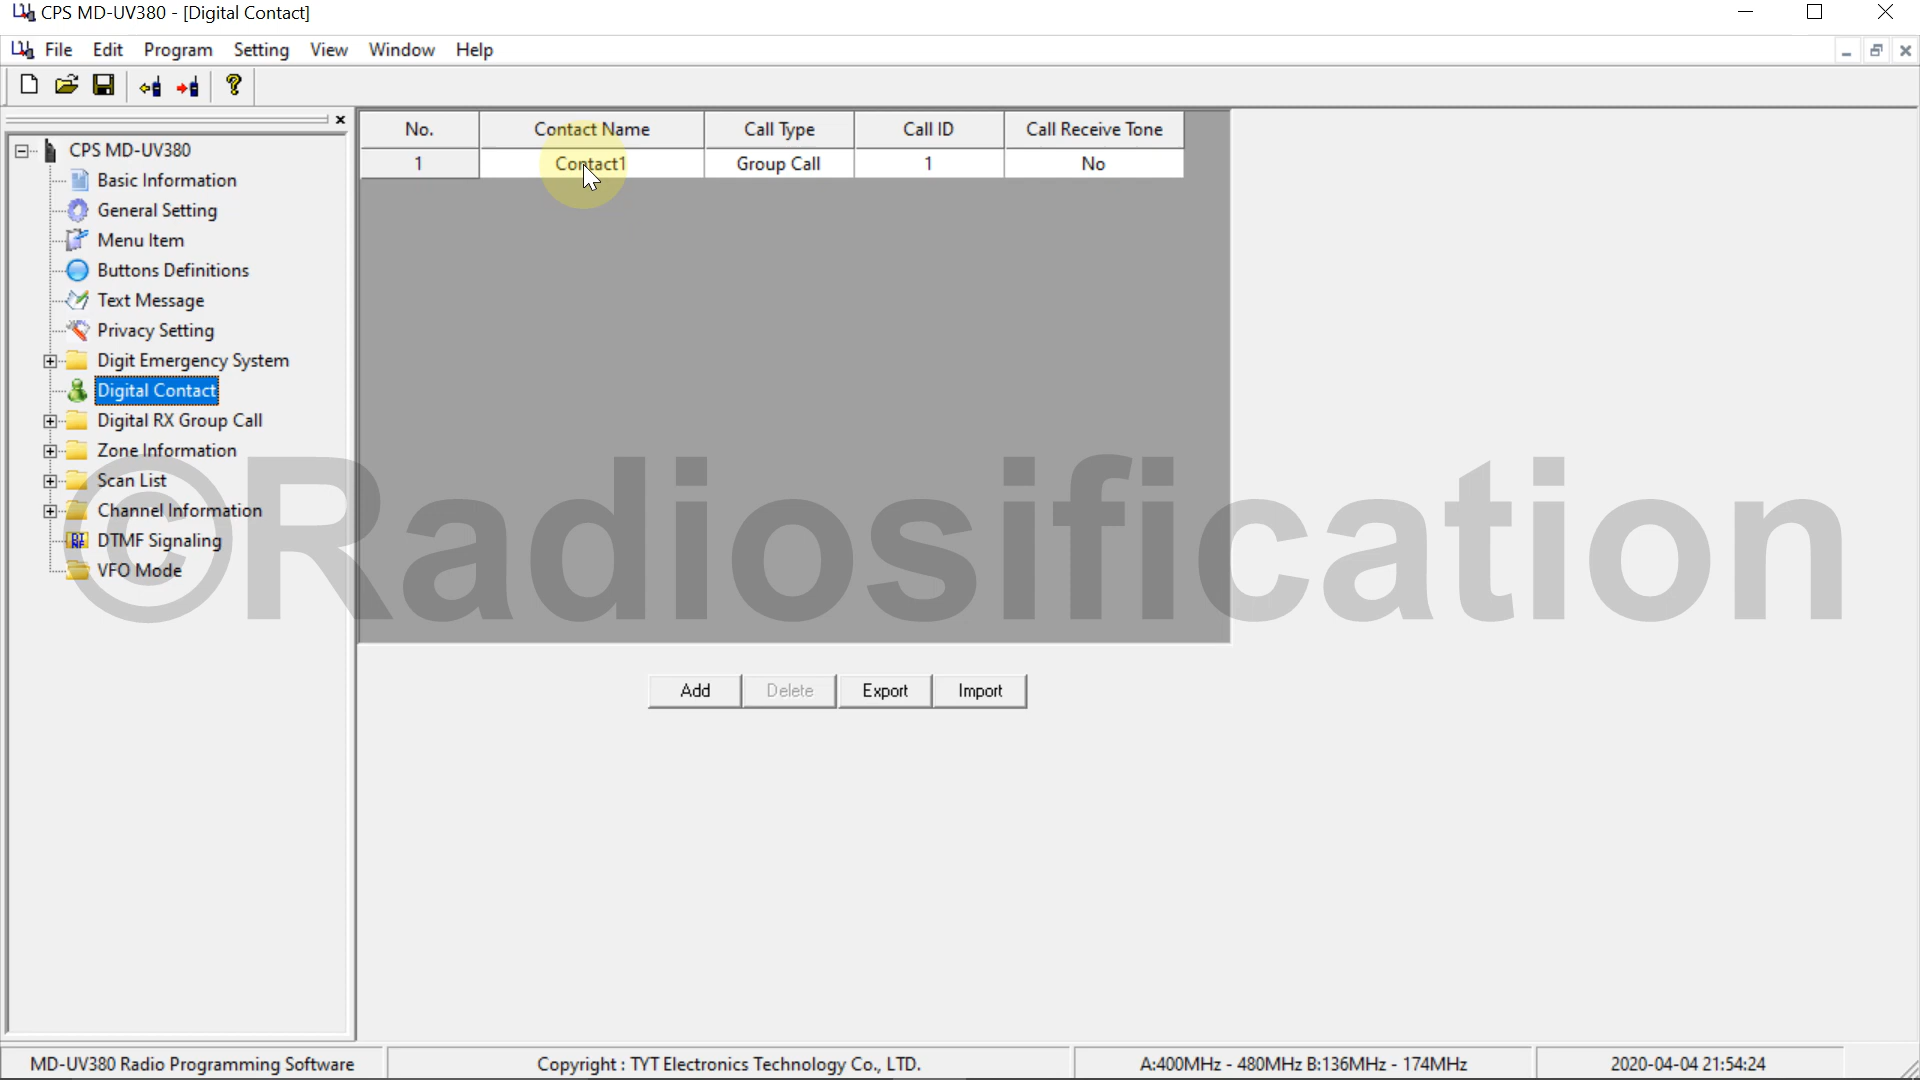 CPS MD-UV380 - [Digital Contact]
File Edit Program Setting View Window Help
CPS MD-UV380
Basic Information
General Setting
Menu Item
Buttons Definitions
Text Message
Privacy Setting
Digit Emergency System
Digital Contact
Digital RX Group Call
Zone Information
Scan List
Channel Information
DTMF Signaling
VFO Mode
No. Contact Name Call Type Call ID Call Receive Tone
1 Contact1 Group Call 1 No
©Radiosification
Add Delete Export Import
MD-UV380 Radio Programming Software Copyright : TYT Electronics Technology Co., LTD. A:400MHz - 480MHz B:136MHz - 174MHz 2020-04-04 21:54:24